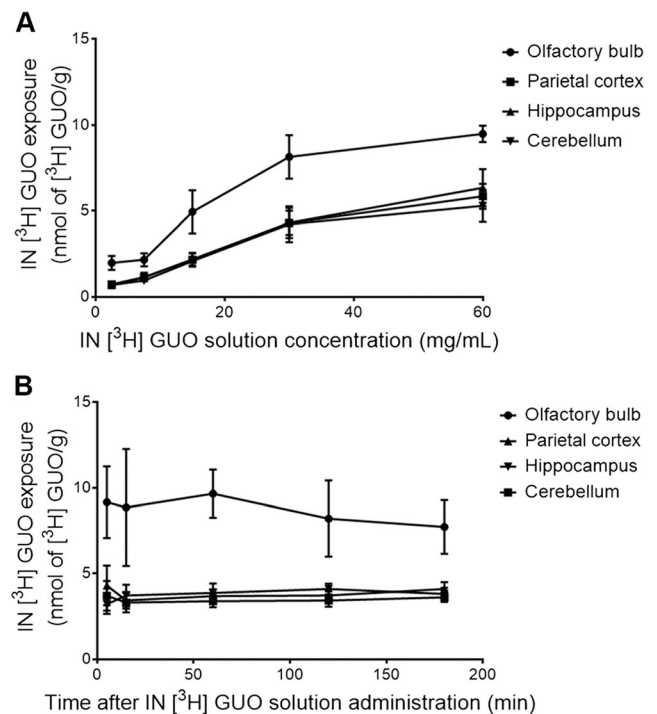 A
15
10
5
0
IN [³H] GUO exposure
(nmol of [³H] GUO/g)
0 20 40 60
IN [³H] GUO solution concentration (mg/mL)
Olfactory bulb
Parietal cortex
Hippocampus
Cerebellum
B
15
10
5
0
IN [³H] GUO exposure
(nmol of [³H] GUO/g)
0 50 100 150 200
Time after IN [³H] GUO solution administration (min)
Olfactory bulb
Parietal cortex
Hippocampus
Cerebellum